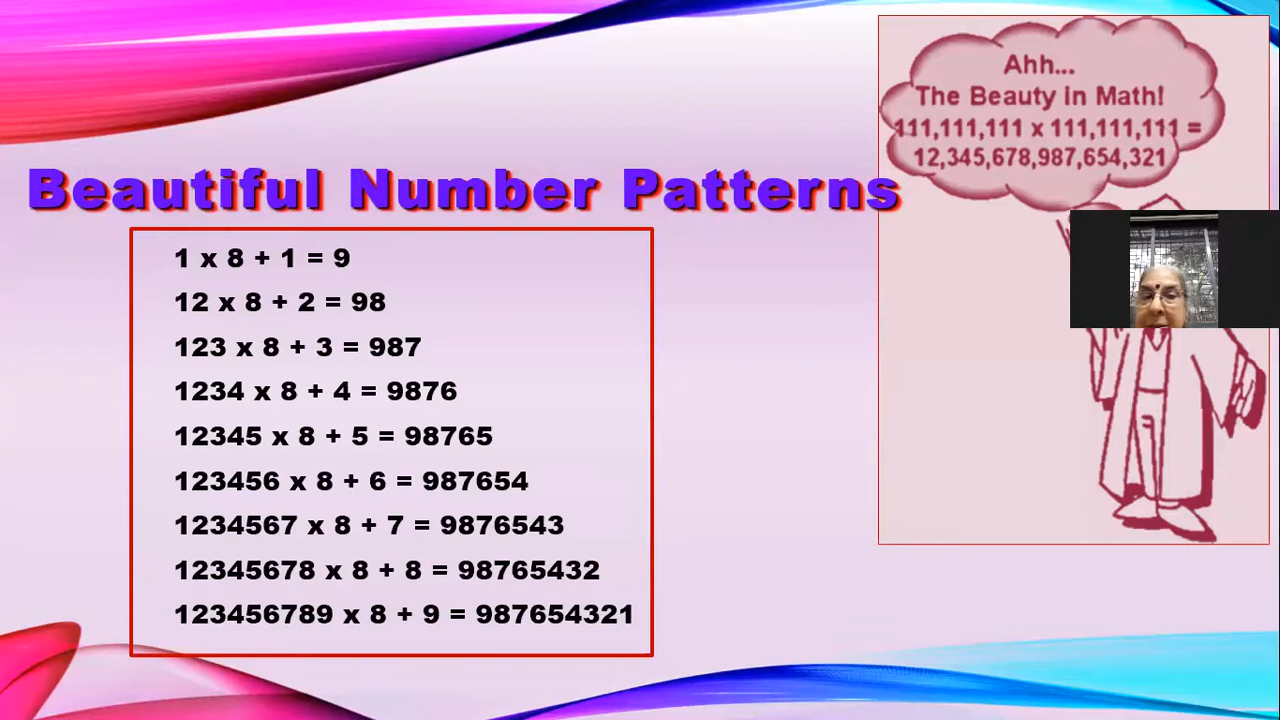 Ahh...
The Beauty in Math!
111,111,111 x 111,111,111 =
12,345,678,987,654,321
Beautiful Number Patterns
1 x 8 + 1 = 9
12 x 8 + 2 = 98
123 x 8 + 3 = 987
1234 x 8 + 4 = 9876
12345 x 8 + 5 = 98765
123456 x 8 + 6 = 987654
1234567 x 8 + 7 = 9876543
12345678 x 8 + 8 = 98765432
123456789 x 8 + 9 = 987654321